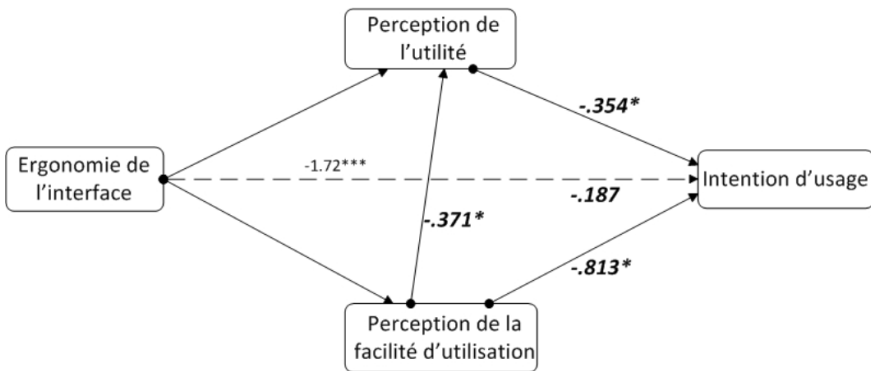 Perception de
l'utilité
-.354*
Ergonomie de
l'interface
-1.72***
-.187
Intention d'usage
-.371*
-.813*
Perception de la
facilité d'utilisation